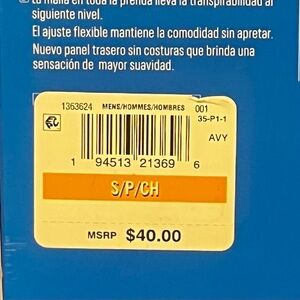 La malla en toda la prenda lleva la transpirabilidad al
siguiente nivel.
El ajuste flexible mantiene la comodidad sin apretar.
Nuevo panel trasero sin costuras que brinda una
sensación de mayor suavidad.
1363624 MENS/HOMMES/HOMBRES 001
35-P1-1
AVY
1 94513 21369 6
S/P/CH
MSRP $40.00